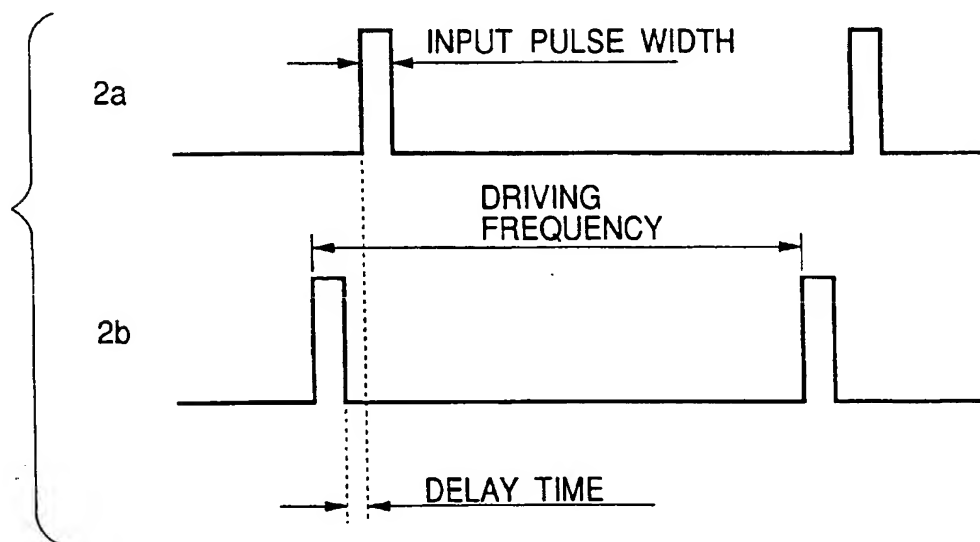 INPUT PULSE WIDTH
2a
DRIVING
FREQUENCY
2b
DELAY TIME